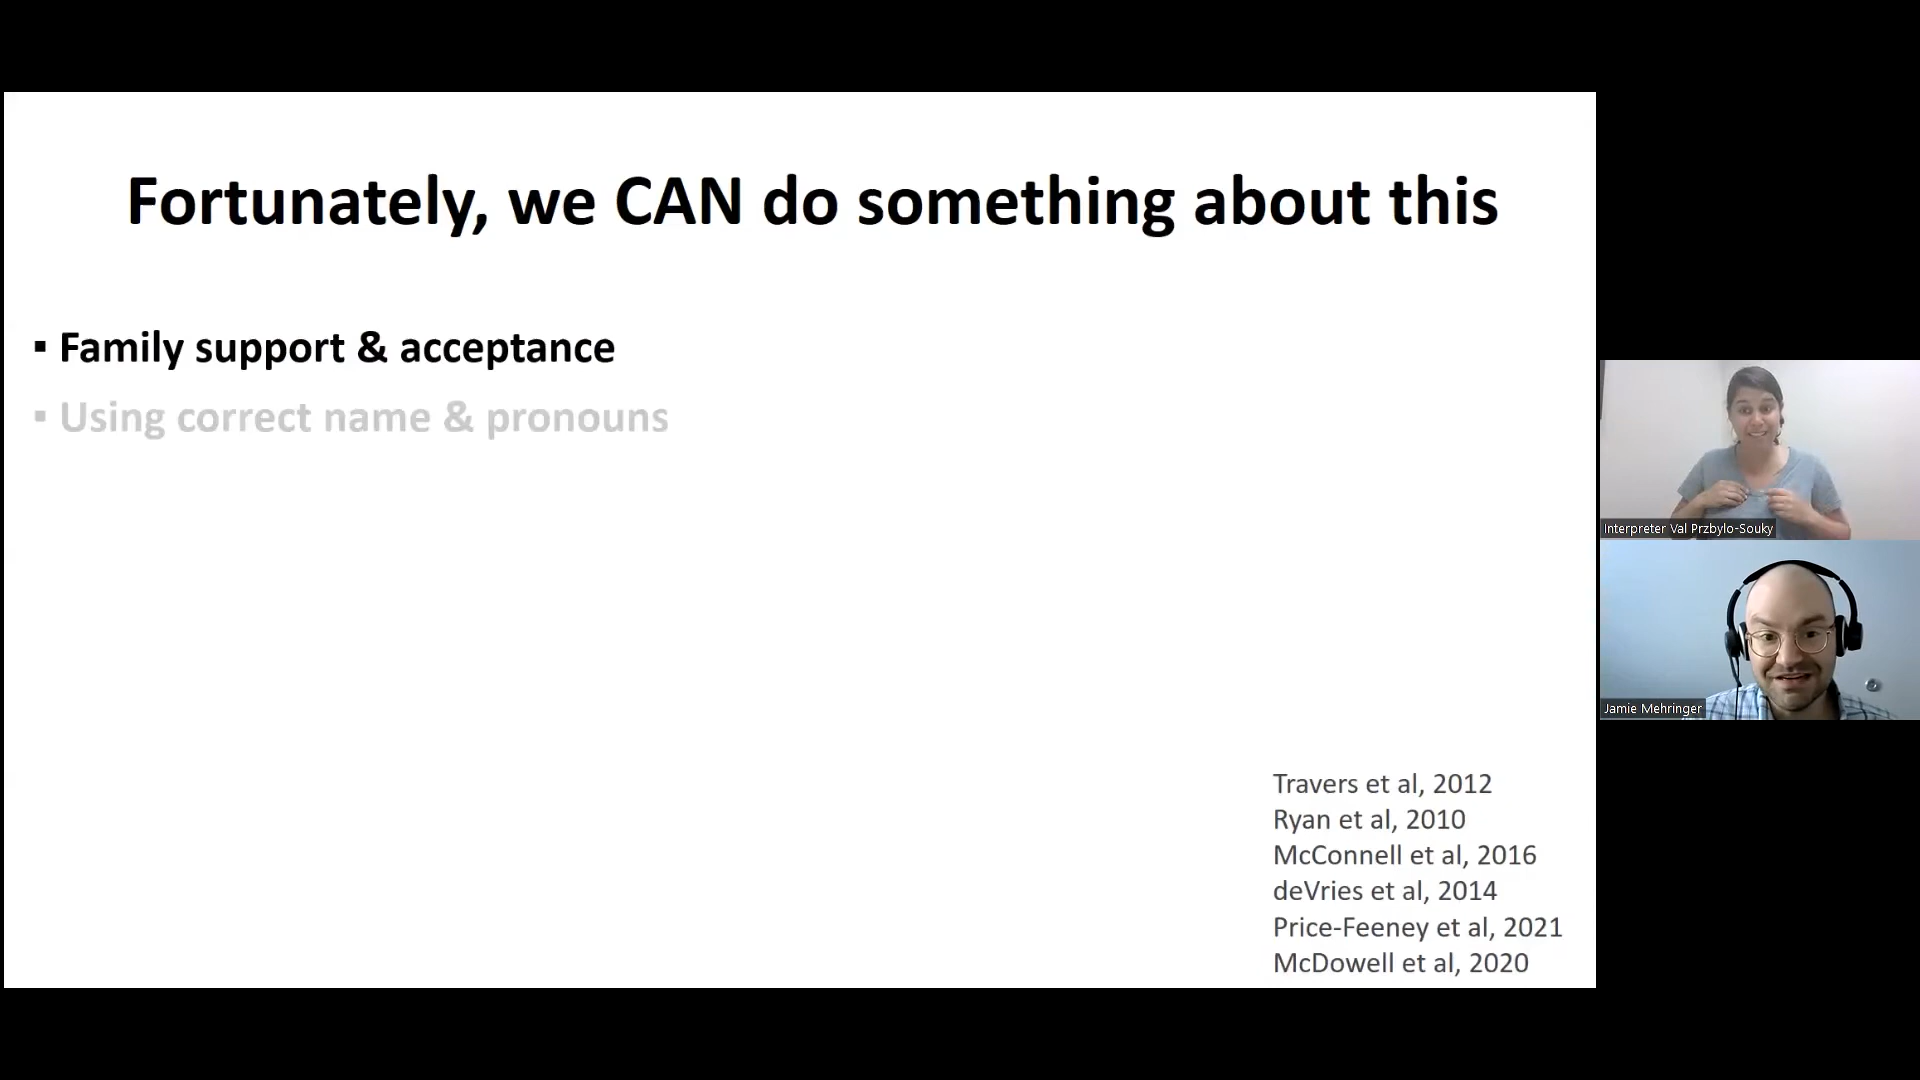 Fortunately, we CAN do something about this
▪ Family support & acceptance
▪ Using correct name & pronouns
Travers et al, 2012
Ryan et al, 2010
McConnell et al, 2016
deVries et al, 2014
Price-Feeney et al, 2021
McDowell et al, 2020
Interpreter Val Przbylo-Souky
Jamie Mehringer